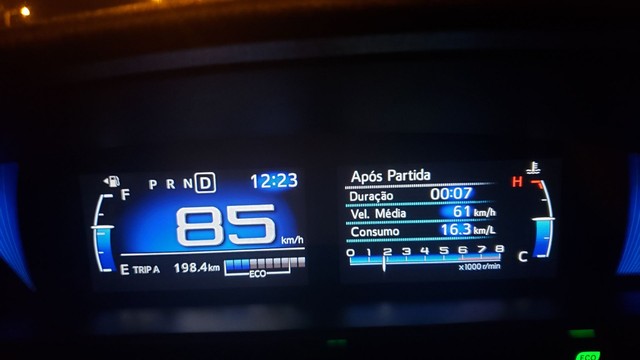 P R N D 12:23
F
85 km/h
E TRIP A 198.4 km
ECO
Após Partida
Duração 00:07
Vel. Média 61 km/h
Consumo 16.3 km/L
0 1 2 3 4 5 6 7 8
x1000 r/min
H
C
ECO